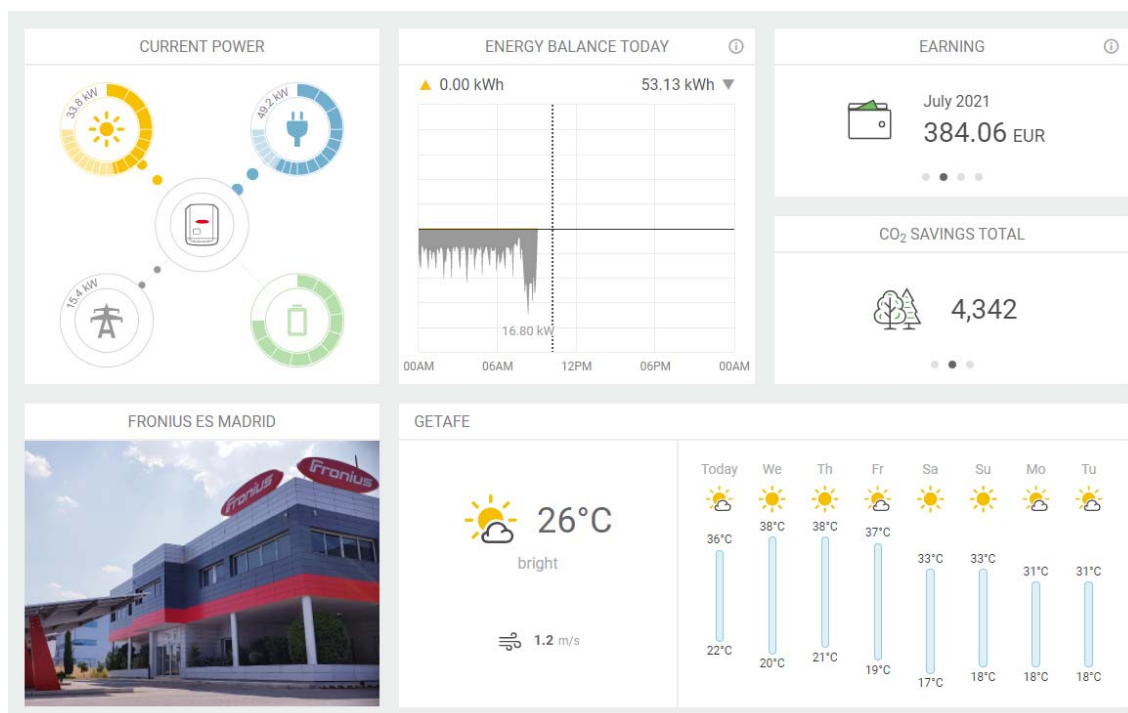 CURRENT POWER
33.8 kW
49.2 kW
15.4 kW
ENERGY BALANCE TODAY
0.00 kWh
53.13 kWh
16.80 kW
00AM 06AM 12PM 06PM 00AM
EARNING
July 2021
384.06 EUR
CO₂ SAVINGS TOTAL
4,342
FRONIUS ES MADRID
Fronius
Fronius
GETAFE
26°C
bright
1.2 m/s
Today We Th Fr Sa Su Mo Tu
36°C 38°C 38°C 37°C 33°C 33°C 31°C 31°C
22°C 20°C 21°C 19°C 17°C 18°C 18°C 18°C